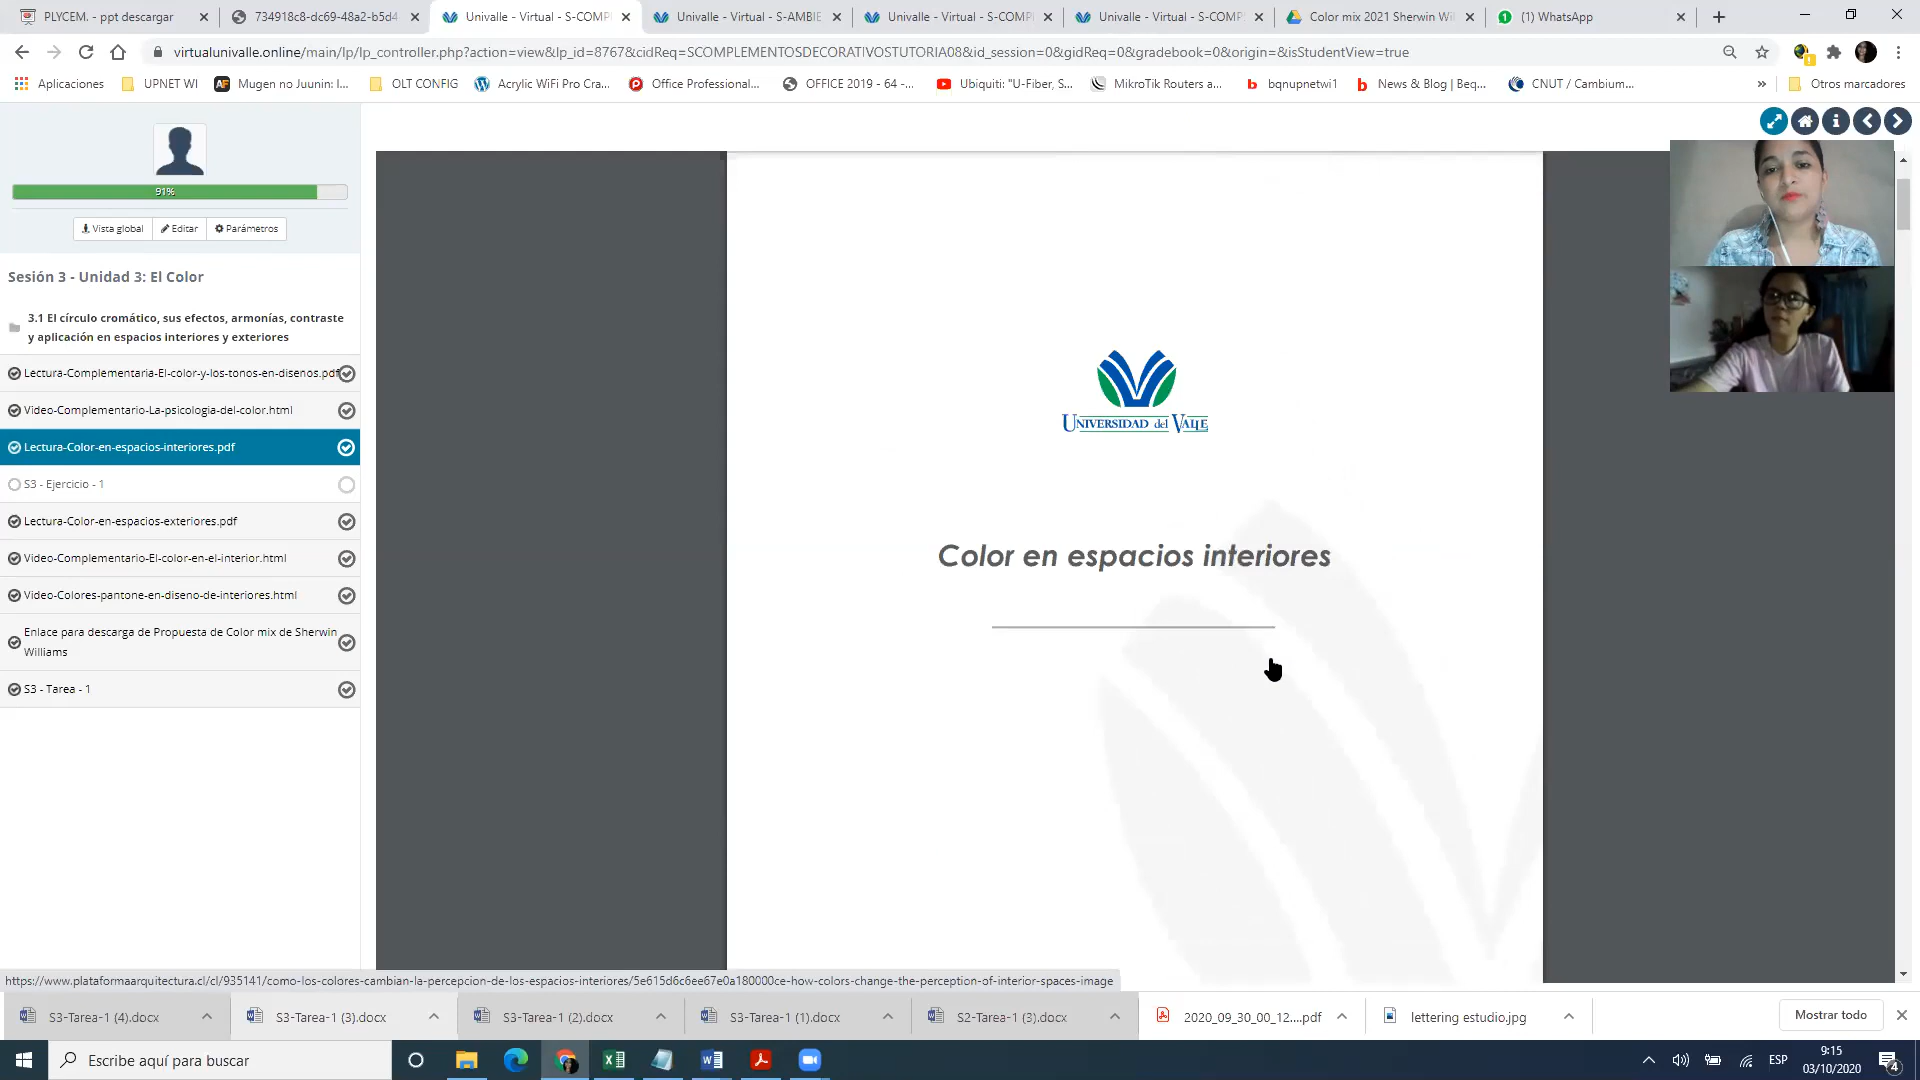 PLYCEM. - ppt descargar
734918c8-dc69-48a2-b5d4
Univalle - Virtual - S-COMP
Univalle - Virtual - S-AMBIE
Univalle - Virtual - S-COMP
Univalle - Virtual - S-COMP
Color mix 2021 Sherwin Wil
(1) WhatsApp
virtualunivalle.online/main/lp/lp_controller.php?action=view&lp_id=8767&cidReq=SCOMPLEMENTOSDECORATIVOSTUTORIA08&id_session=0&gidReq=0&gradebook=0&origin=&isStudentView=true
Aplicaciones
UPNET WI
Mugen no Juunin: I...
OLT CONFIG
Acrylic WiFi Pro Cra...
Office Professional...
OFFICE 2019 - 64 -...
Ubiquiti: "U-Fiber, S...
MikroTik Routers a...
bqnupnetwi1
News & Blog | Beq...
CNUT / Cambium...
»
Otros marcadores
91%
Vista global
Editar
Parámetros
Sesión 3 - Unidad 3: El Color
3.1 El círculo cromático, sus efectos, armonías, contraste
y aplicación en espacios interiores y exteriores
Lectura-Complementaria-El-color-y-los-tonos-en-disenos.pdf
Video-Complementario-La-psicologia-del-color.html
Lectura-Color-en-espacios-interiores.pdf
S3 - Ejercicio - 1
Lectura-Color-en-espacios-exteriores.pdf
Video-Complementario-El-color-en-el-interior.html
Video-Colores-pantone-en-diseno-de-interiores.html
Enlace para descarga de Propuesta de Color mix de Sherwin
Williams
S3 - Tarea - 1
UNIVERSIDAD del VALLE
Color en espacios interiores
https://www.plataformaarquitectura.cl/cl/935141/como-los-colores-cambian-la-percepcion-de-los-espacios-interiores/5e615d6c6ee67e0a180000ce-how-colors-change-the-perception-of-interior-spaces-image
S3-Tarea-1 (4).docx
S3-Tarea-1 (3).docx
S3-Tarea-1 (2).docx
S3-Tarea-1 (1).docx
S2-Tarea-1 (3).docx
2020_09_30_00_12....pdf
lettering estudio.jpg
Mostrar todo
Escribe aquí para buscar
ESP
9:15
03/10/2020
4